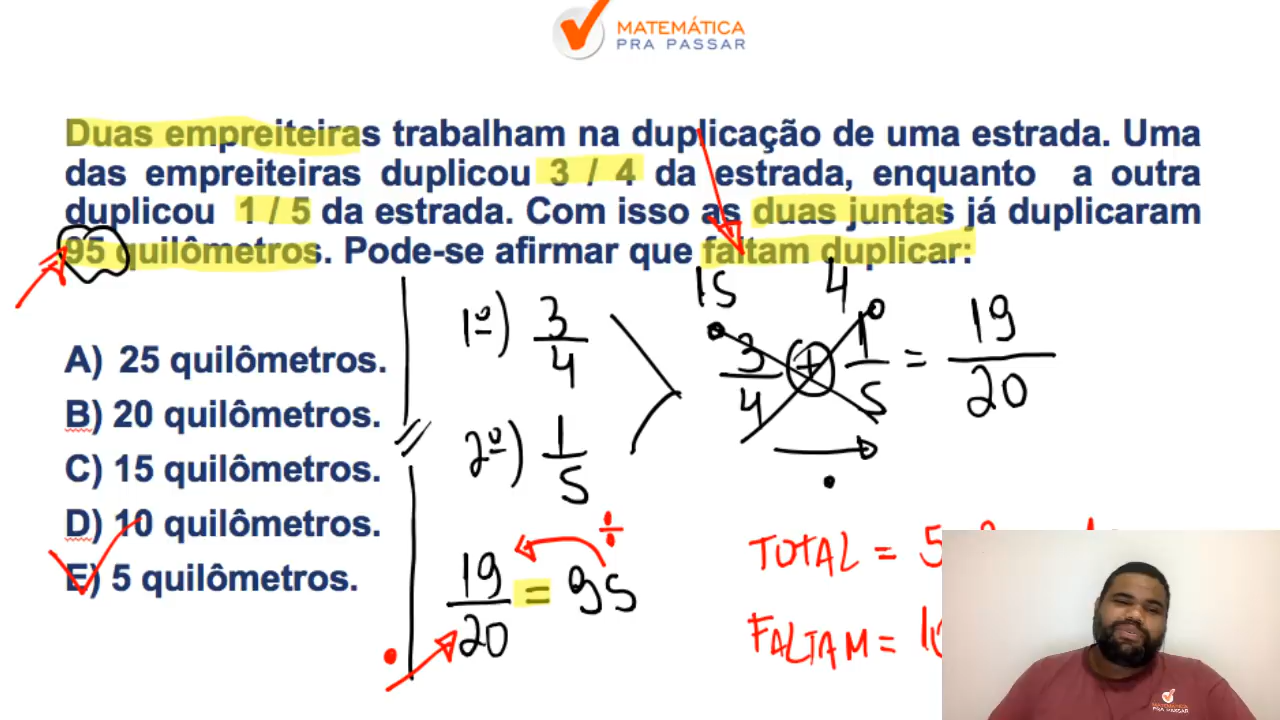 MATEMÁTICA
PRA PASSAR
Duas empreiteiras trabalham na duplicação de uma estrada. Uma
das empreiteiras duplicou 3 / 4 da estrada, enquanto a outra
duplicou 1 / 5 da estrada. Com isso as duas juntas já duplicaram
95 quilômetros. Pode-se afirmar que faltam duplicar:
A) 25 quilômetros.
B) 20 quilômetros.
C) 15 quilômetros.
D) 10 quilômetros.
E) 5 quilômetros.
1º) 3/4
2º) 1/5
15 4
3/4 + 1/5 = 19/20
19/20 = 95
÷
TOTAL = 5
FALTAM =
MATEMÁTICA
PRA PASSAR